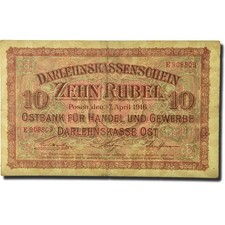 DARLEHNSKASSENSCHEIN
ZEHN RUBEL
Posen den 17. April 1916
10 10
OSTBANK FÜR HANDEL UND GEWERBE
DARLEHNSKASSE OST